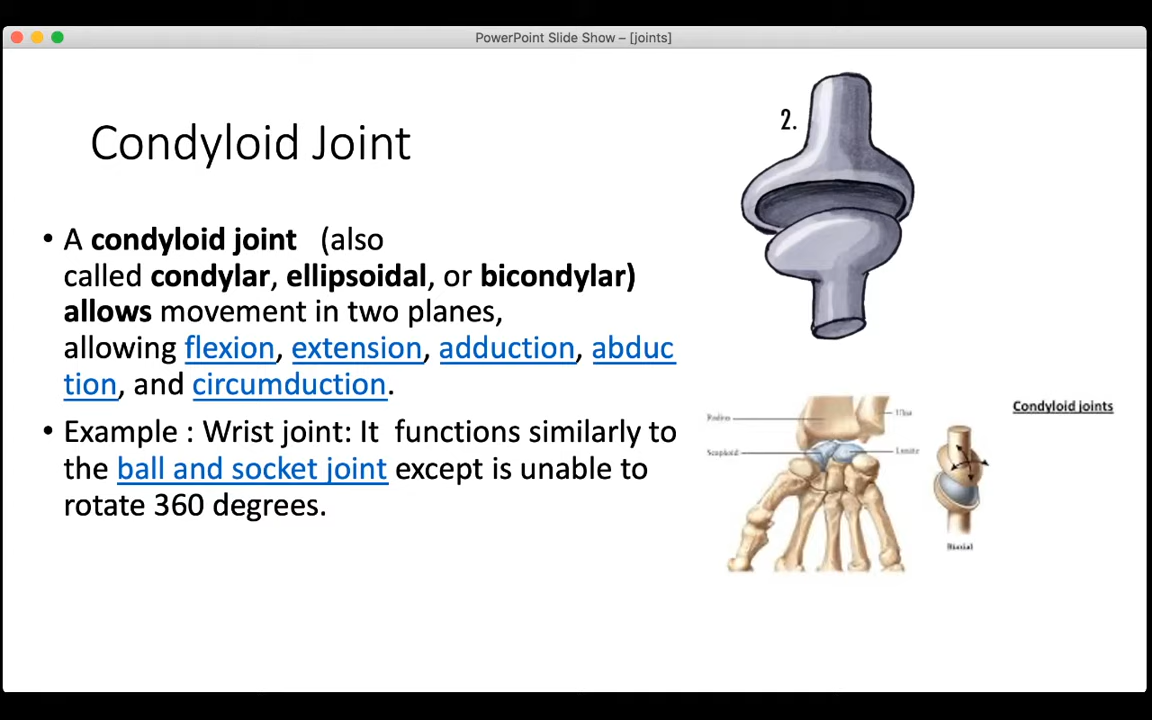 PowerPoint Slide Show – [joints]
2.
Condyloid Joint
• A condyloid joint (also
called condylar, ellipsoidal, or bicondylar)
allows movement in two planes,
allowing flexion, extension, adduction, abduc
tion, and circumduction.
• Example : Wrist joint: It functions similarly to
the ball and socket joint except is unable to
rotate 360 degrees.
Condyloid joints
Radius
Ulna
Scaphoid
Lunate
Biaxial